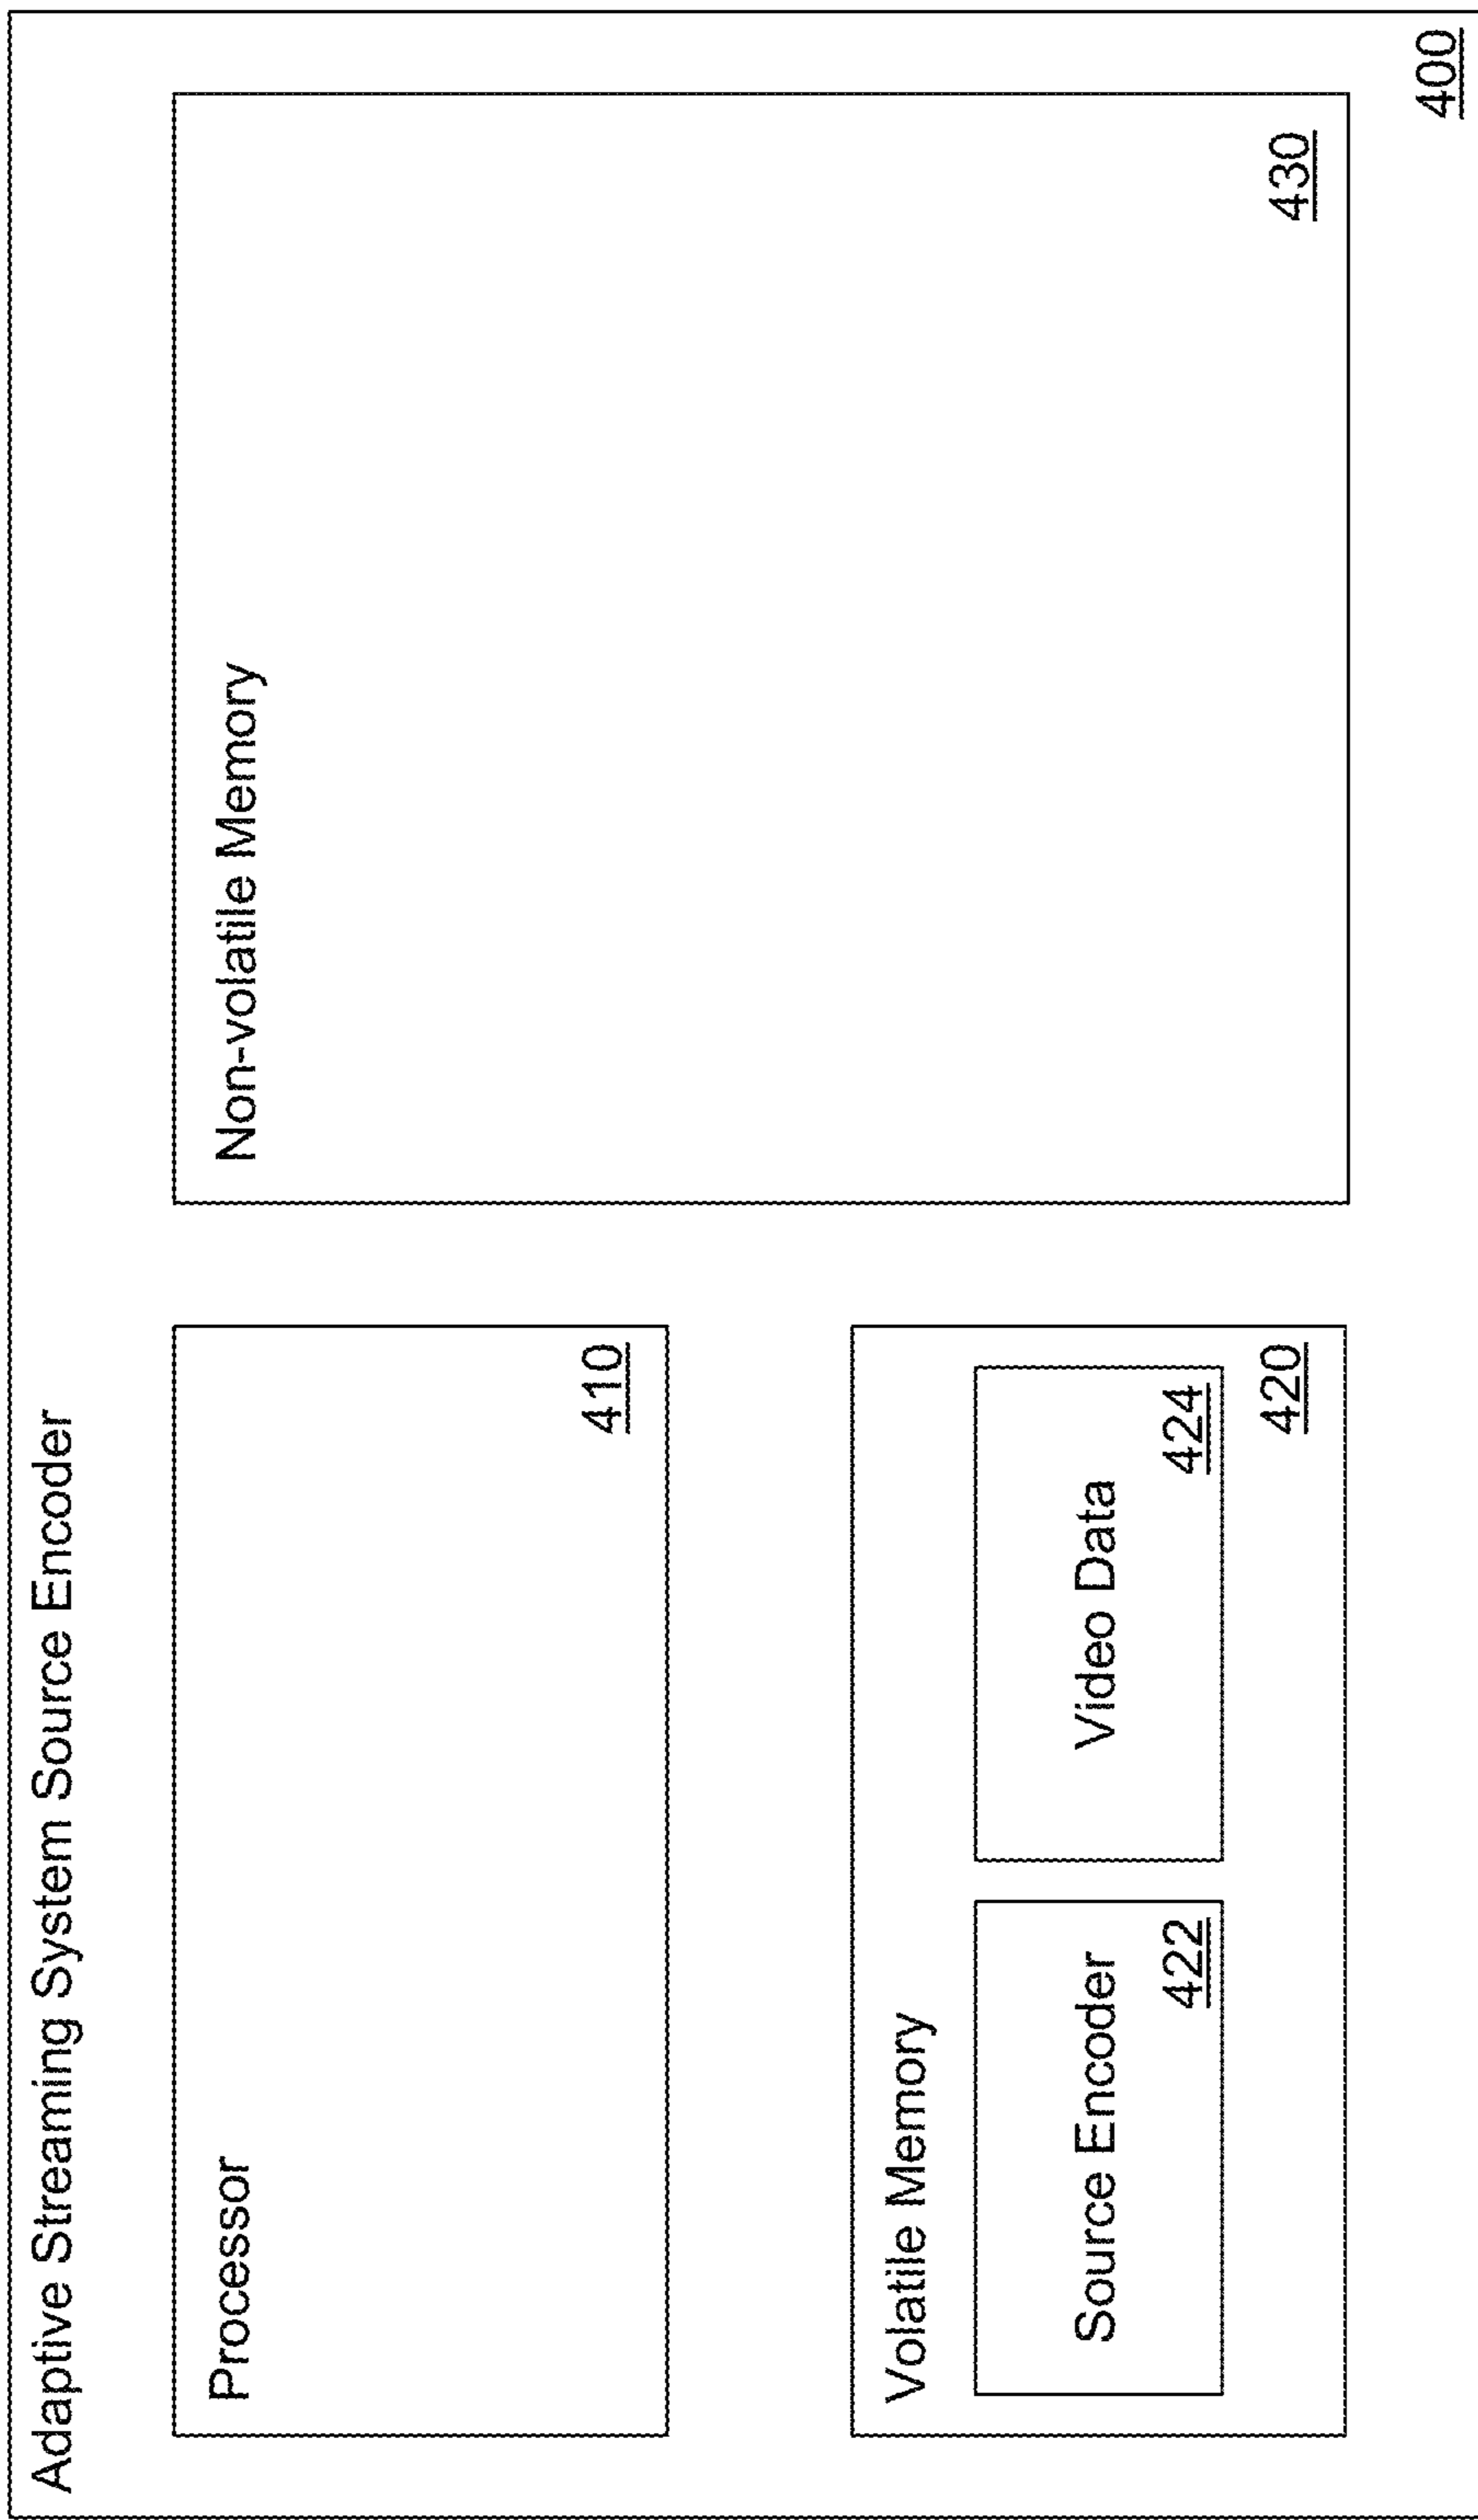 Adaptive Streaming System Source Encoder
Processor
410
Non-volatile Memory
430
Volatile Memory
Source Encoder
422
Video Data
424
420
400